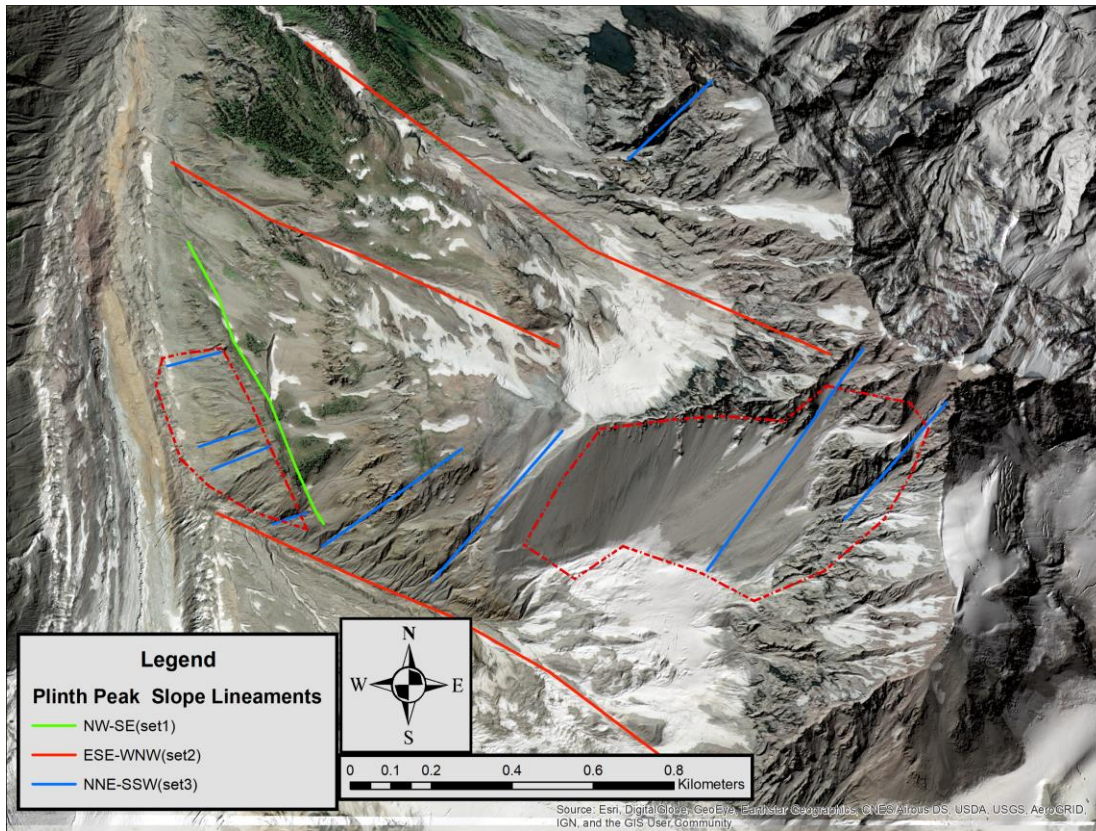 Legend
Plinth Peak Slope Lineaments
NW-SE(set1)
ESE-WNW(set2)
NNE-SSW(set3)
N
W E
S
0 0.1 0.2 0.4 0.6 0.8
Kilometers
Source: Esri, DigitalGlobe, GeoEye, Earthstar Geographics, CNES/Airbus DS, USDA, USGS, AeroGRID,
IGN, and the GIS User Community